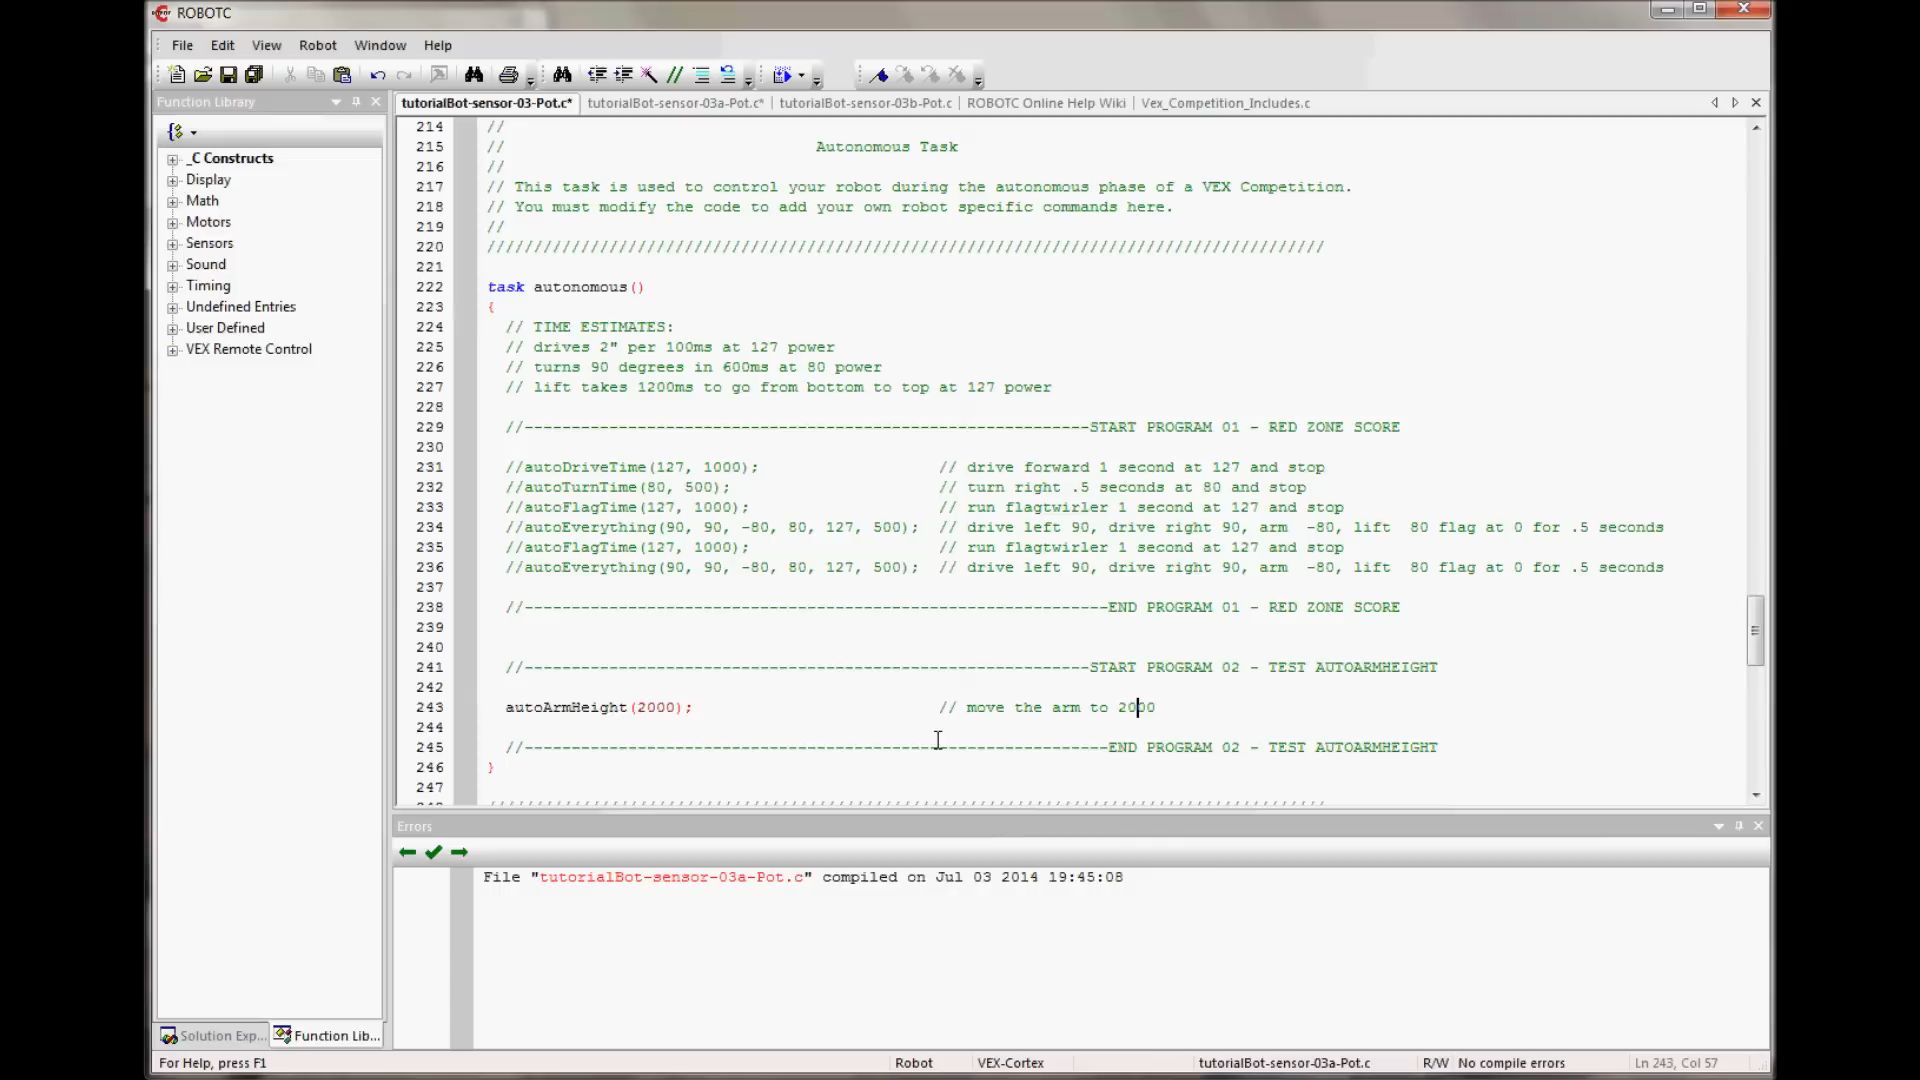 ROBOTC
File Edit View Robot Window Help
Function Library
tutorialBot-sensor-03-Pot.c* tutorialBot-sensor-03a-Pot.c* tutorialBot-sensor-03b-Pot.c ROBOTC Online Help Wiki Vex_Competition_Includes.c
_C Constructs
Display
Math
Motors
Sensors
Sound
Timing
Undefined Entries
User Defined
VEX Remote Control
214 //
215 // Autonomous Task
216 //
217 // This task is used to control your robot during the autonomous phase of a VEX Competition.
218 // You must modify the code to add your own robot specific commands here.
219 //
220 /////////////////////////////////////////////////////////////////////////////////////////
221
222 task autonomous()
223 {
224 // TIME ESTIMATES:
225 // drives 2" per 100ms at 127 power
226 // turns 90 degrees in 600ms at 80 power
227 // lift takes 1200ms to go from bottom to top at 127 power
228
229 //------------------------------------------------------------START PROGRAM 01 - RED ZONE SCORE
230
231 //autoDriveTime(127, 1000); // drive forward 1 second at 127 and stop
232 //autoTurnTime(80, 500); // turn right .5 seconds at 80 and stop
233 //autoFlagTime(127, 1000); // run flagtwirler 1 second at 127 and stop
234 //autoEverything(90, 90, -80, 80, 127, 500); // drive left 90, drive right 90, arm -80, lift 80 flag at 0 for .5 seconds
235 //autoFlagTime(127, 1000); // run flagtwirler 1 second at 127 and stop
236 //autoEverything(90, 90, -80, 80, 127, 500); // drive left 90, drive right 90, arm -80, lift 80 flag at 0 for .5 seconds
237
238 //--------------------------------------------------------------END PROGRAM 01 - RED ZONE SCORE
239
240
241 //------------------------------------------------------------START PROGRAM 02 - TEST AUTOARMHEIGHT
242
243 autoArmHeight(2000); // move the arm to 2000
244
245 //--------------------------------------------------------------END PROGRAM 02 - TEST AUTOARMHEIGHT
246 }
247
Errors
File "tutorialBot-sensor-03a-Pot.c" compiled on Jul 03 2014 19:45:08
Solution Exp... Function Lib...
For Help, press F1 Robot VEX-Cortex tutorialBot-sensor-03a-Pot.c R/W No compile errors Ln 243, Col 57